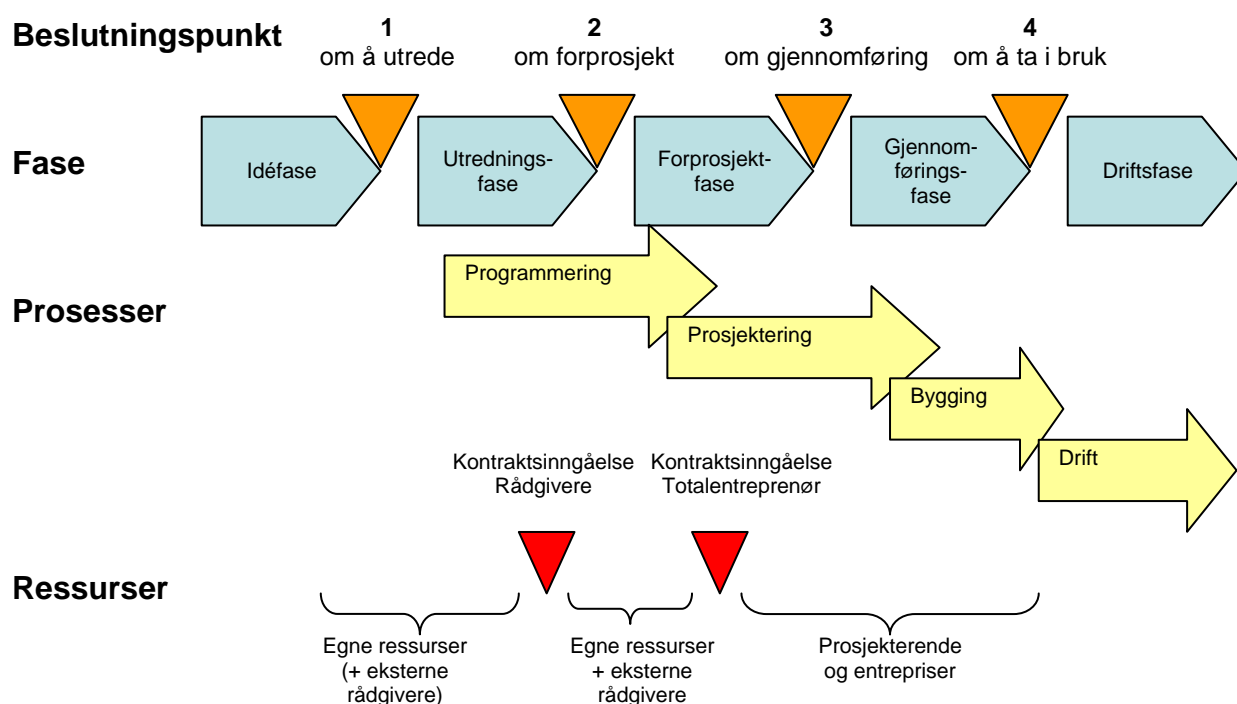 Beslutningspunkt
1
om å utrede
2
om forprosjekt
3
om gjennomføring
4
om å ta i bruk
Fase
Idéfase
Utrednings-
fase
Forprosjekt-
fase
Gjennom-
førings-
fase
Driftsfase
Prosesser
Programmering
Prosjektering
Bygging
Drift
Kontraktsinngåelse
Rådgivere
Kontraktsinngåelse
Totalentreprenør
Ressurser
Egne ressurser
(+ eksterne
rådgivere)
Egne ressurser
+ eksterne
rådgivere
Prosjekterende
og entrepriser